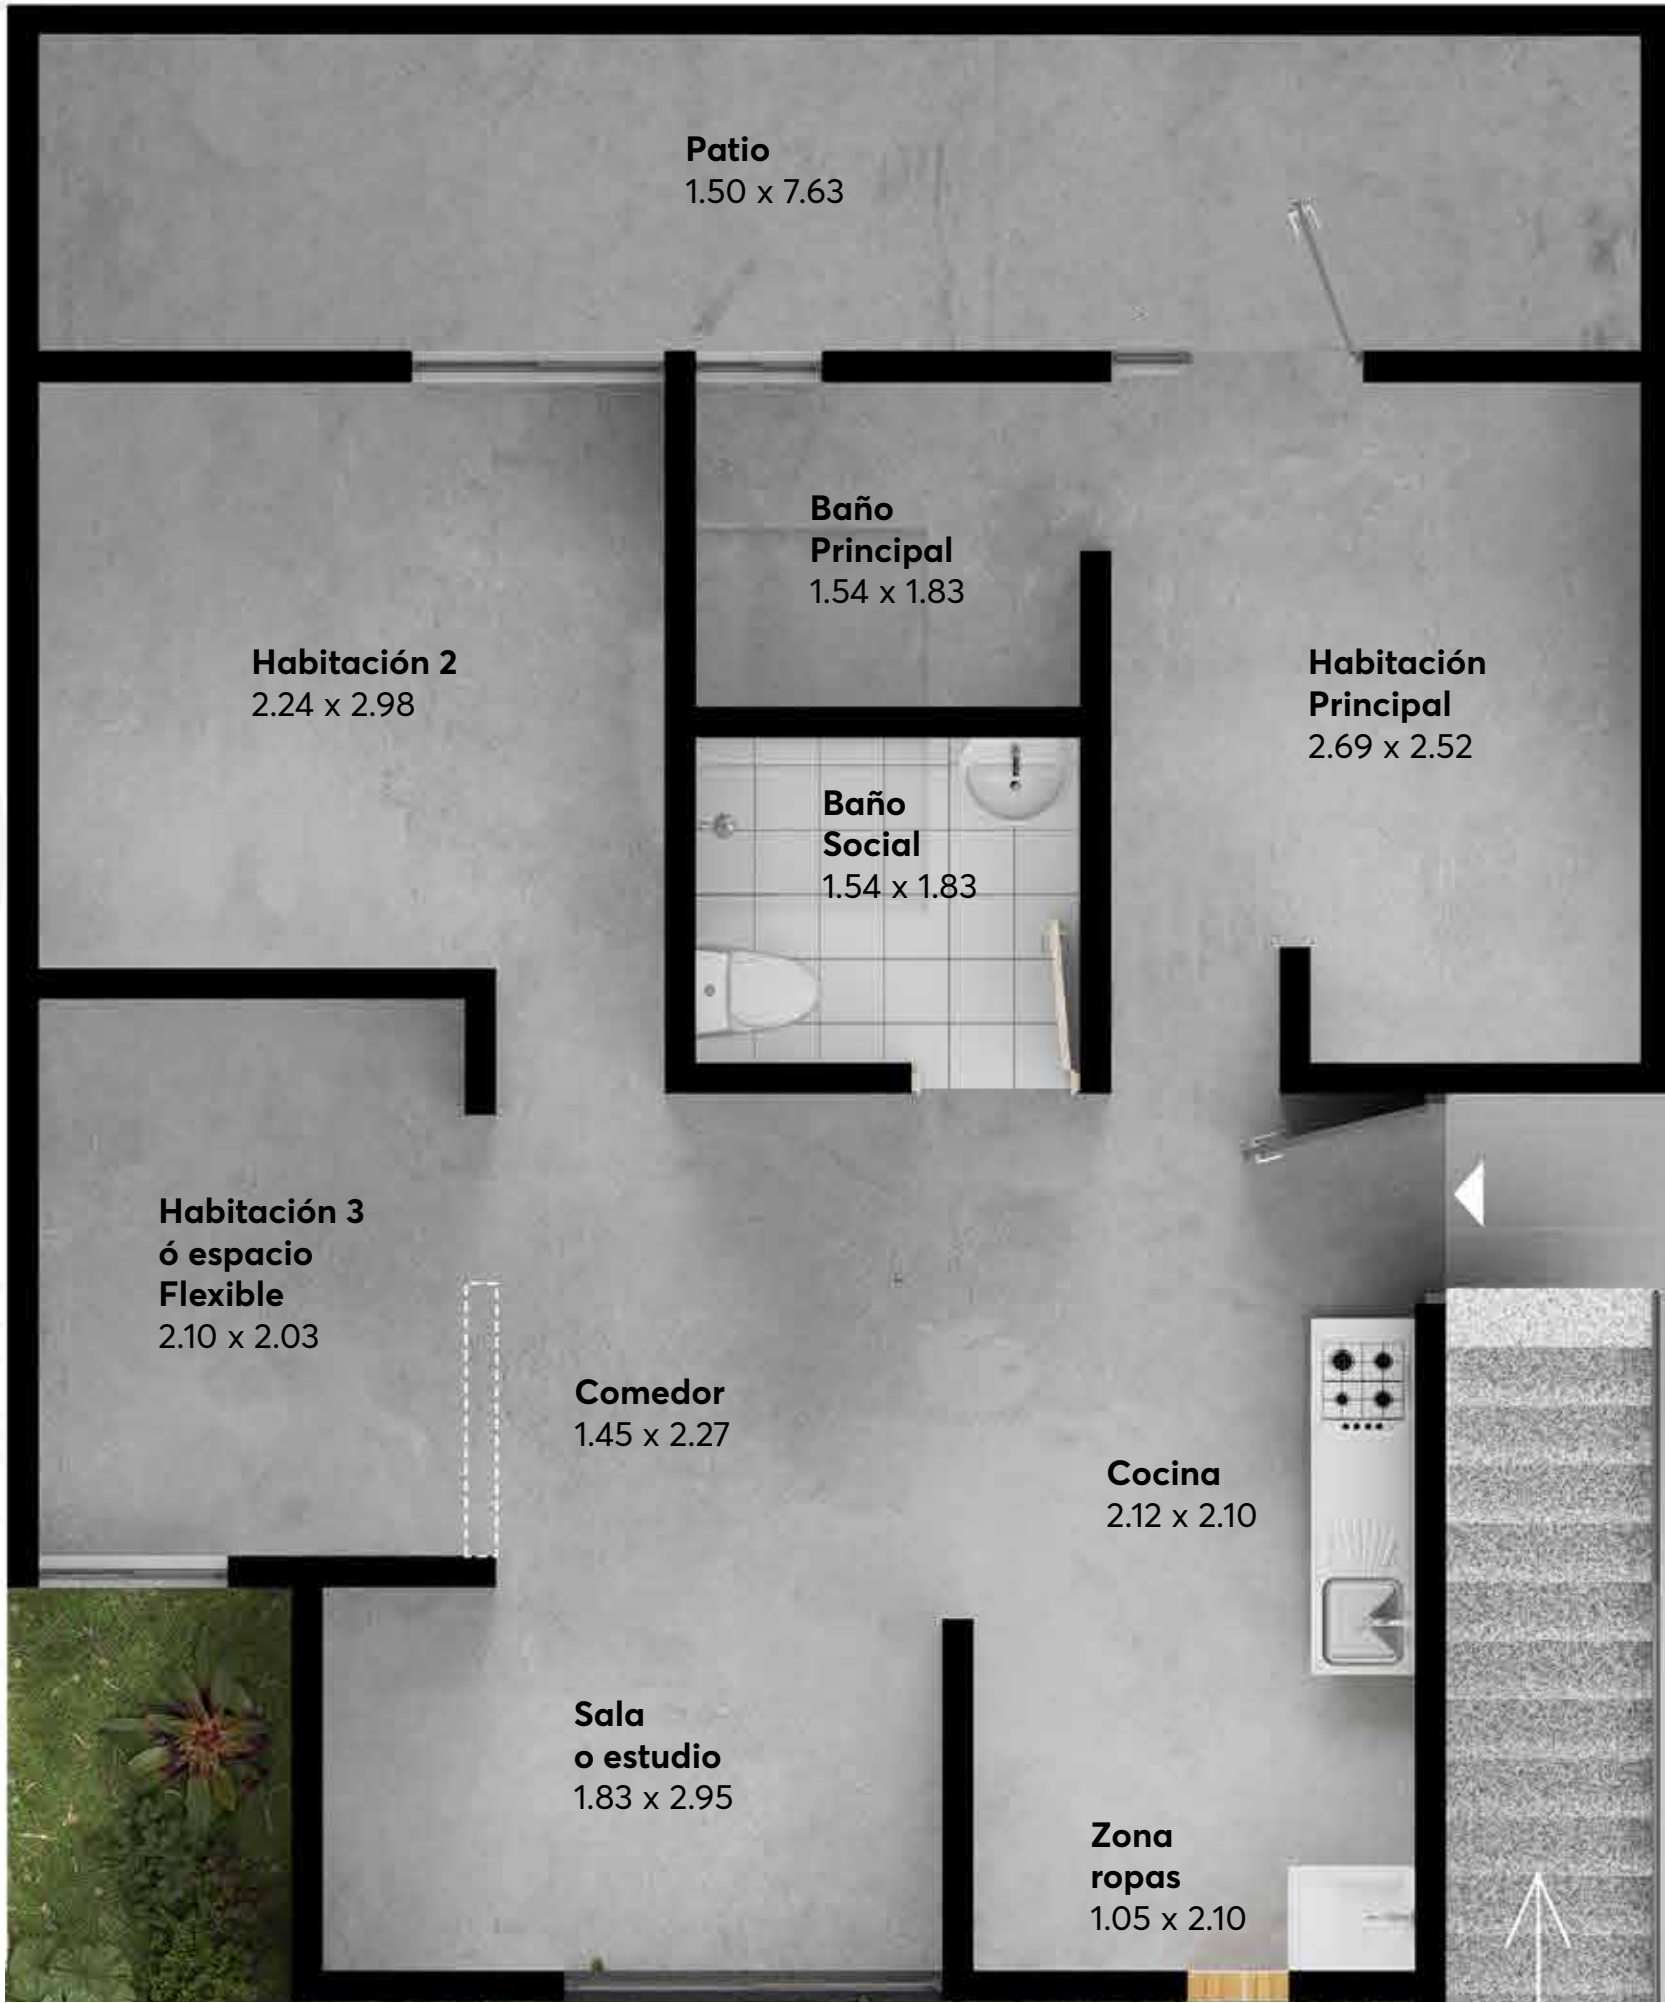 Patio
1.50 x 7.63
Baño
Principal
1.54 x 1.83
Habitación 2
2.24 x 2.98
Habitación
Principal
2.69 x 2.52
Baño
Social
1.54 x 1.83
Habitación 3
ó espacio
Flexible
2.10 x 2.03
Comedor
1.45 x 2.27
Cocina
2.12 x 2.10
Sala
o estudio
1.83 x 2.95
Zona
ropas
1.05 x 2.10